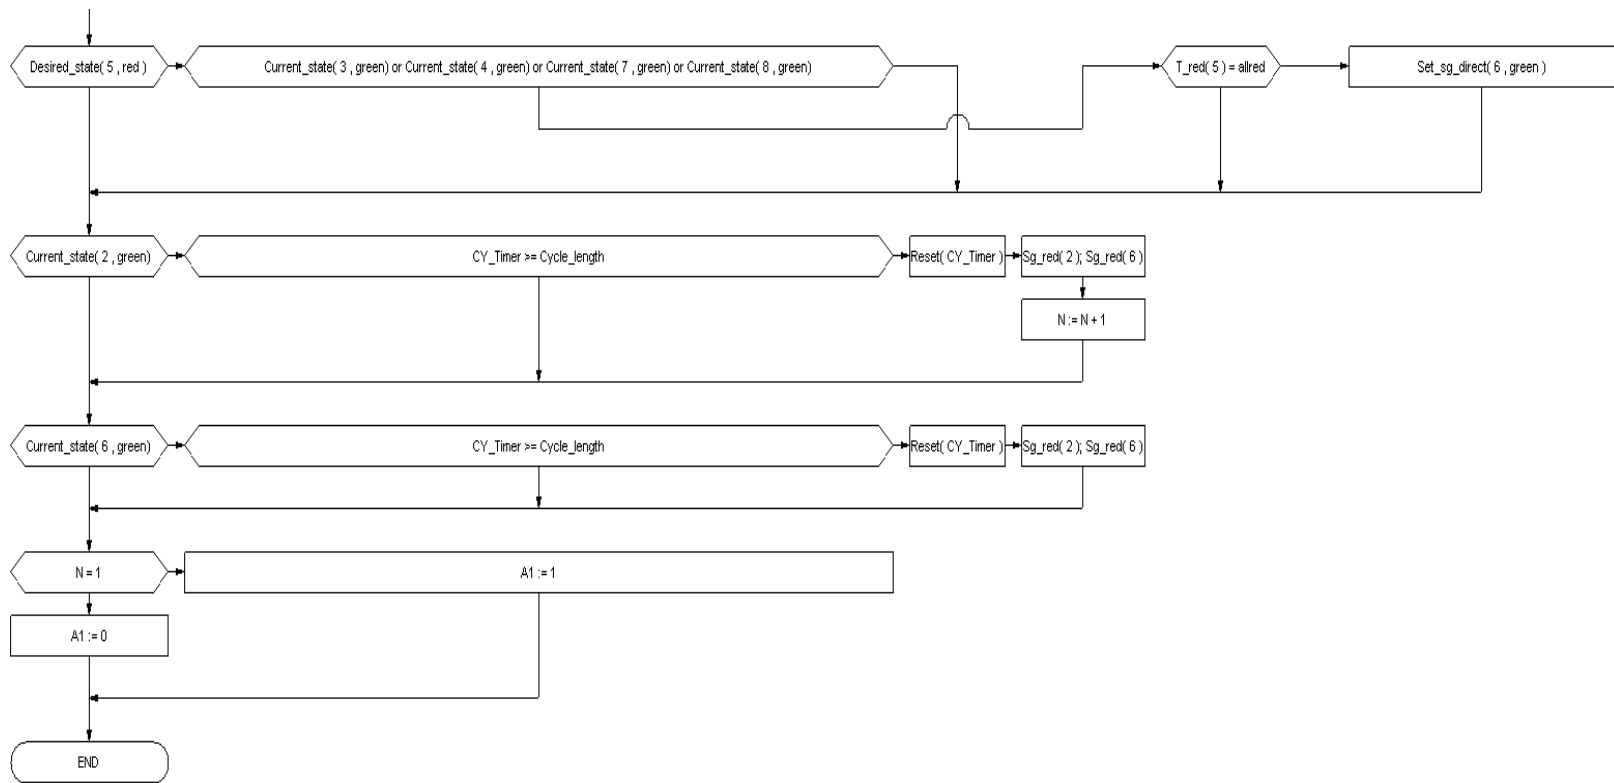 Desired_state( 5 , red )
Current_state( 3 , green) or Current_state( 4 , green) or Current_state( 7 , green) or Current_state( 8 , green)
T_red( 5 ) = allred
Set_sg_direct( 6 , green )
Current_state( 2 , green)
CY_Timer >= Cycle_length
Reset( CY_Timer )
Sg_red( 2 ); Sg_red( 6 )
N := N + 1
Current_state( 6 , green)
CY_Timer >= Cycle_length
Reset( CY_Timer )
Sg_red( 2 ); Sg_red( 6 )
N = 1
A1 := 1
A1 := 0
END